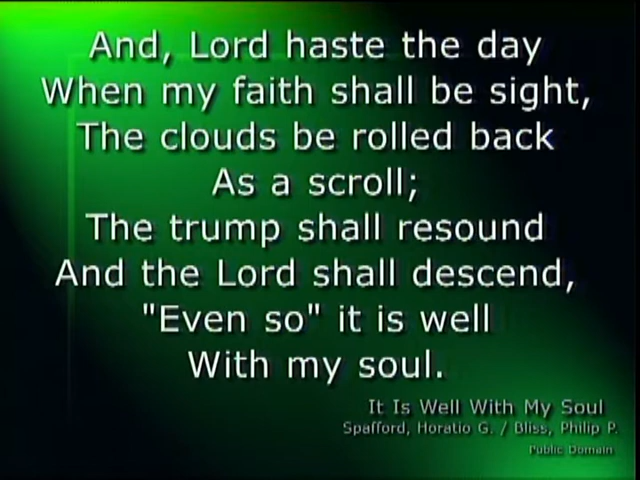 And, Lord haste the day
When my faith shall be sight,
The clouds be rolled back
As a scroll;
The trump shall resound
And the Lord shall descend,
"Even so" it is well
With my soul.
It Is Well With My Soul
Spafford, Horatio G. / Bliss, Philip P.
Public Domain